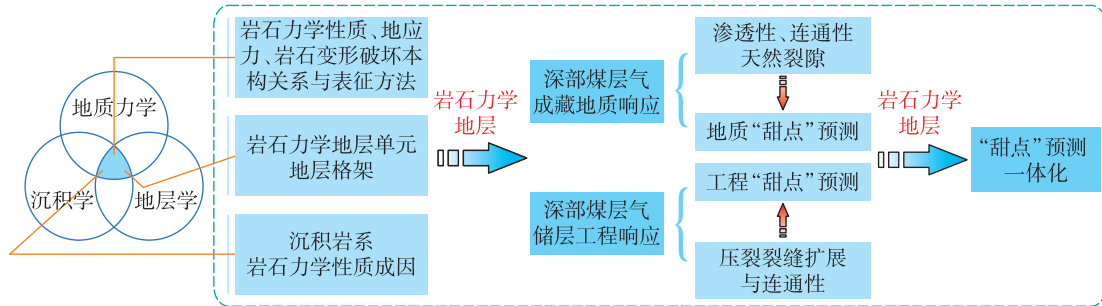 地质力学
沉积学
地层学
岩石力学性质、地应
力、岩石变形破坏本
构关系与表征方法
岩石力学地层单元
地层格架
沉积岩系
岩石力学性质成因
岩石力学
地层
深部煤层气
成藏地质响应
深部煤层气
储层工程响应
渗透性、连通性
天然裂隙
地质“甜点”预测
工程“甜点”预测
压裂裂缝扩展
与连通性
岩石力学
地层
“甜点”预测
一体化